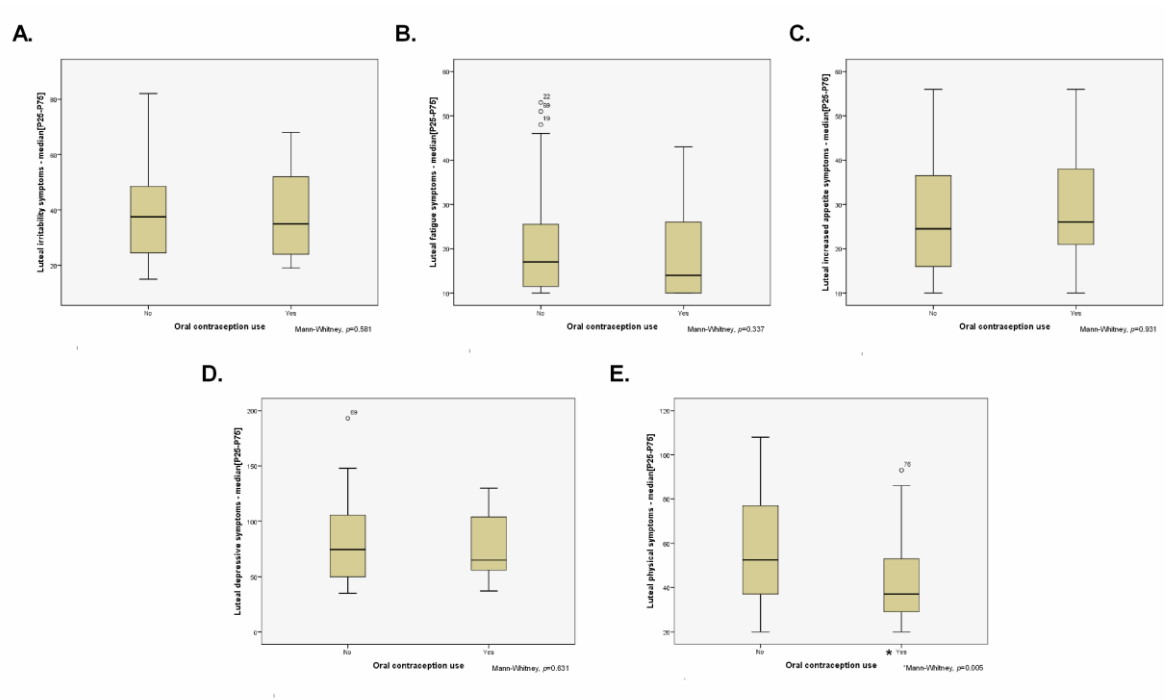 A.
Luteal irritability symptoms - median[P25-P75]
80
60
40
20
No
Yes
Oral contraception use
Mann-Whitney, p=0.581
B.
Luteal fatigue symptoms - median[P25-P75]
60
50
40
30
20
10
22
59
19
No
Yes
Oral contraception use
Mann-Whitney, p=0.337
C.
Luteal increased appetite symptoms - median[P25-P75]
60
50
40
30
20
10
No
Yes
Oral contraception use
Mann-Whitney, p=0.931
D.
Luteal depressive symptoms - median[P25-P75]
200
150
100
50
0
69
No
Yes
Oral contraception use
Mann-Whitney, p=0.631
E.
Luteal physical symptoms - median[P25-P75]
120
100
80
60
40
20
76
No
* Yes
Oral contraception use
*Mann-Whitney, p=0.005